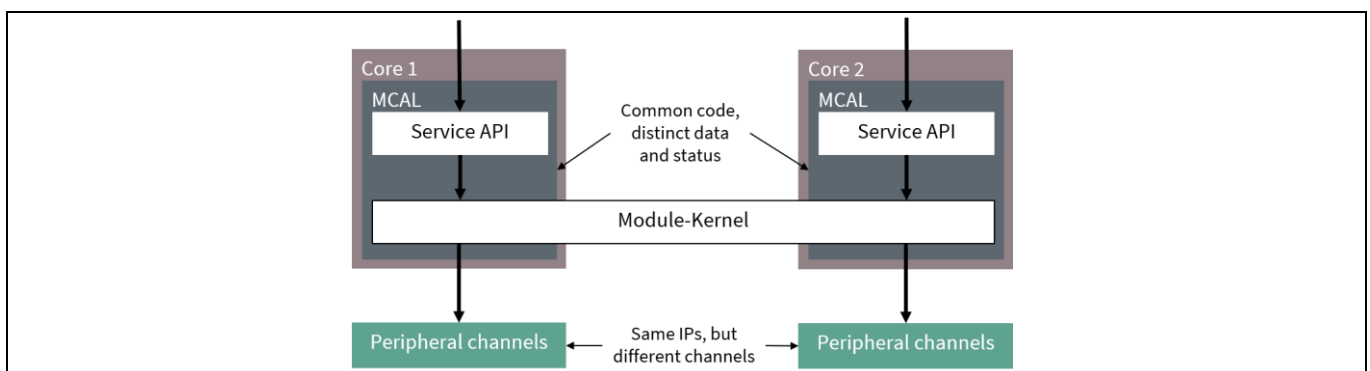 Core 1
MCAL
Service API
Common code,
distinct data
and status
Core 2
MCAL
Service API
Module-Kernel
Peripheral channels
Same IPs, but
different channels
Peripheral channels